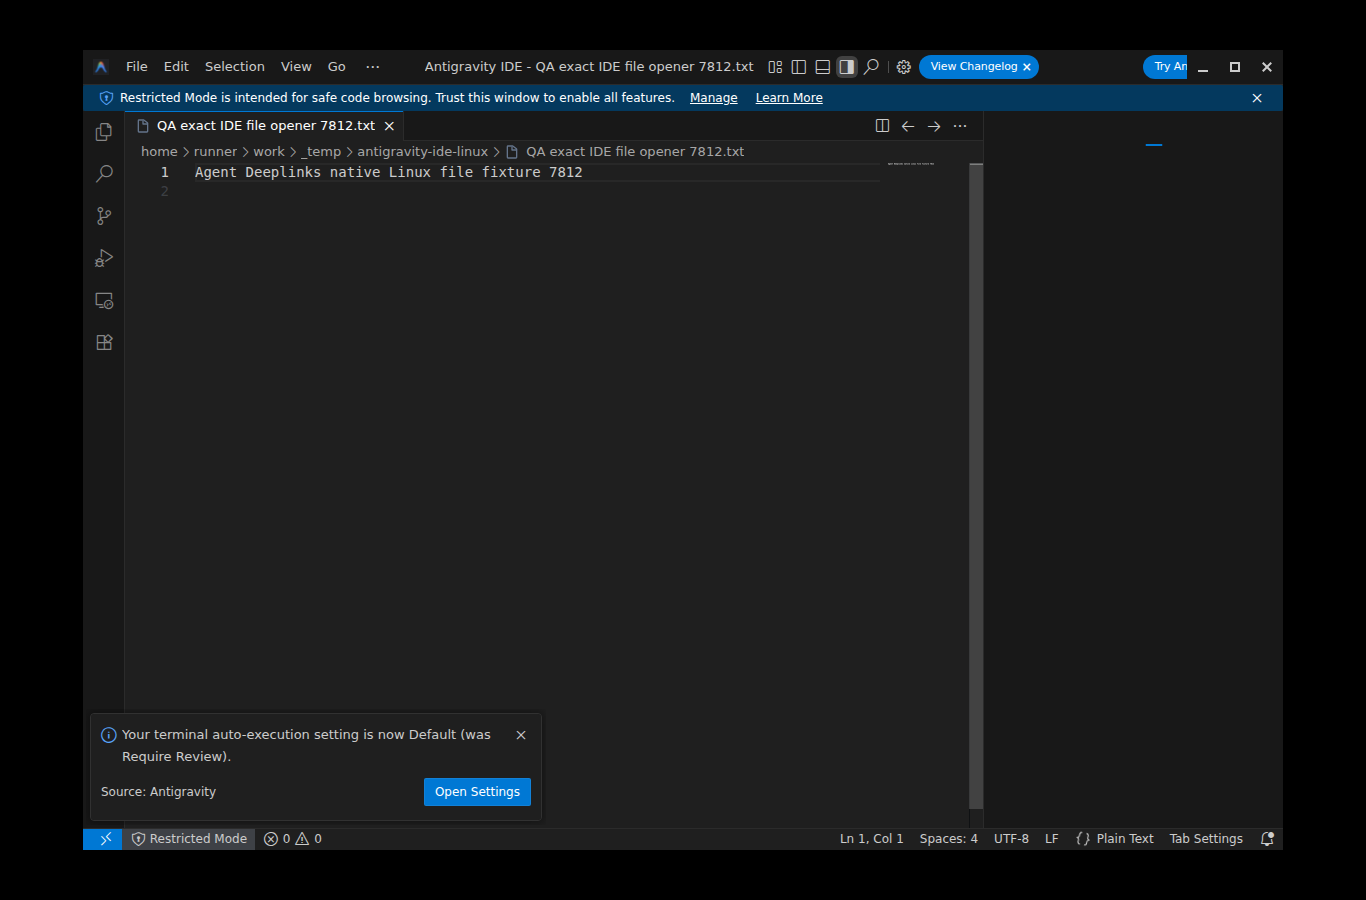 File Edit Selection View Go ··· Antigravity IDE - QA exact IDE file opener 7812.txt View Changelog × Try An
Restricted Mode is intended for safe code browsing. Trust this window to enable all features. Manage Learn More
QA exact IDE file opener 7812.txt
home > runner > work > _temp > antigravity-ide-linux > QA exact IDE file opener 7812.txt
1 Agent Deeplinks native Linux file fixture 7812
2
Your terminal auto-execution setting is now Default (was
Require Review).
Source: Antigravity Open Settings
Restricted Mode 0 0 Ln 1, Col 1 Spaces: 4 UTF-8 LF {} Plain Text Tab Settings